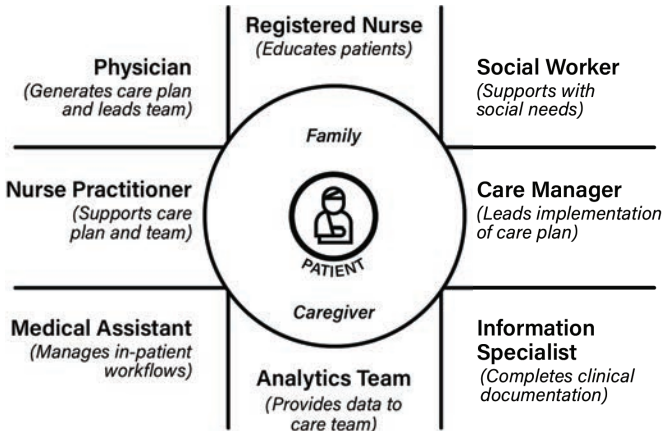 Registered Nurse
(Educates patients)
Physician
(Generates care plan
and leads team)
Social Worker
(Supports with
social needs)
Family
Nurse Practitioner
(Supports care
plan and team)
PATIENT
Care Manager
(Leads implementation
of care plan)
Caregiver
Medical Assistant
(Manages in-patient
workflows)
Analytics Team
(Provides data to
care team)
Information
Specialist
(Completes clinical
documentation)